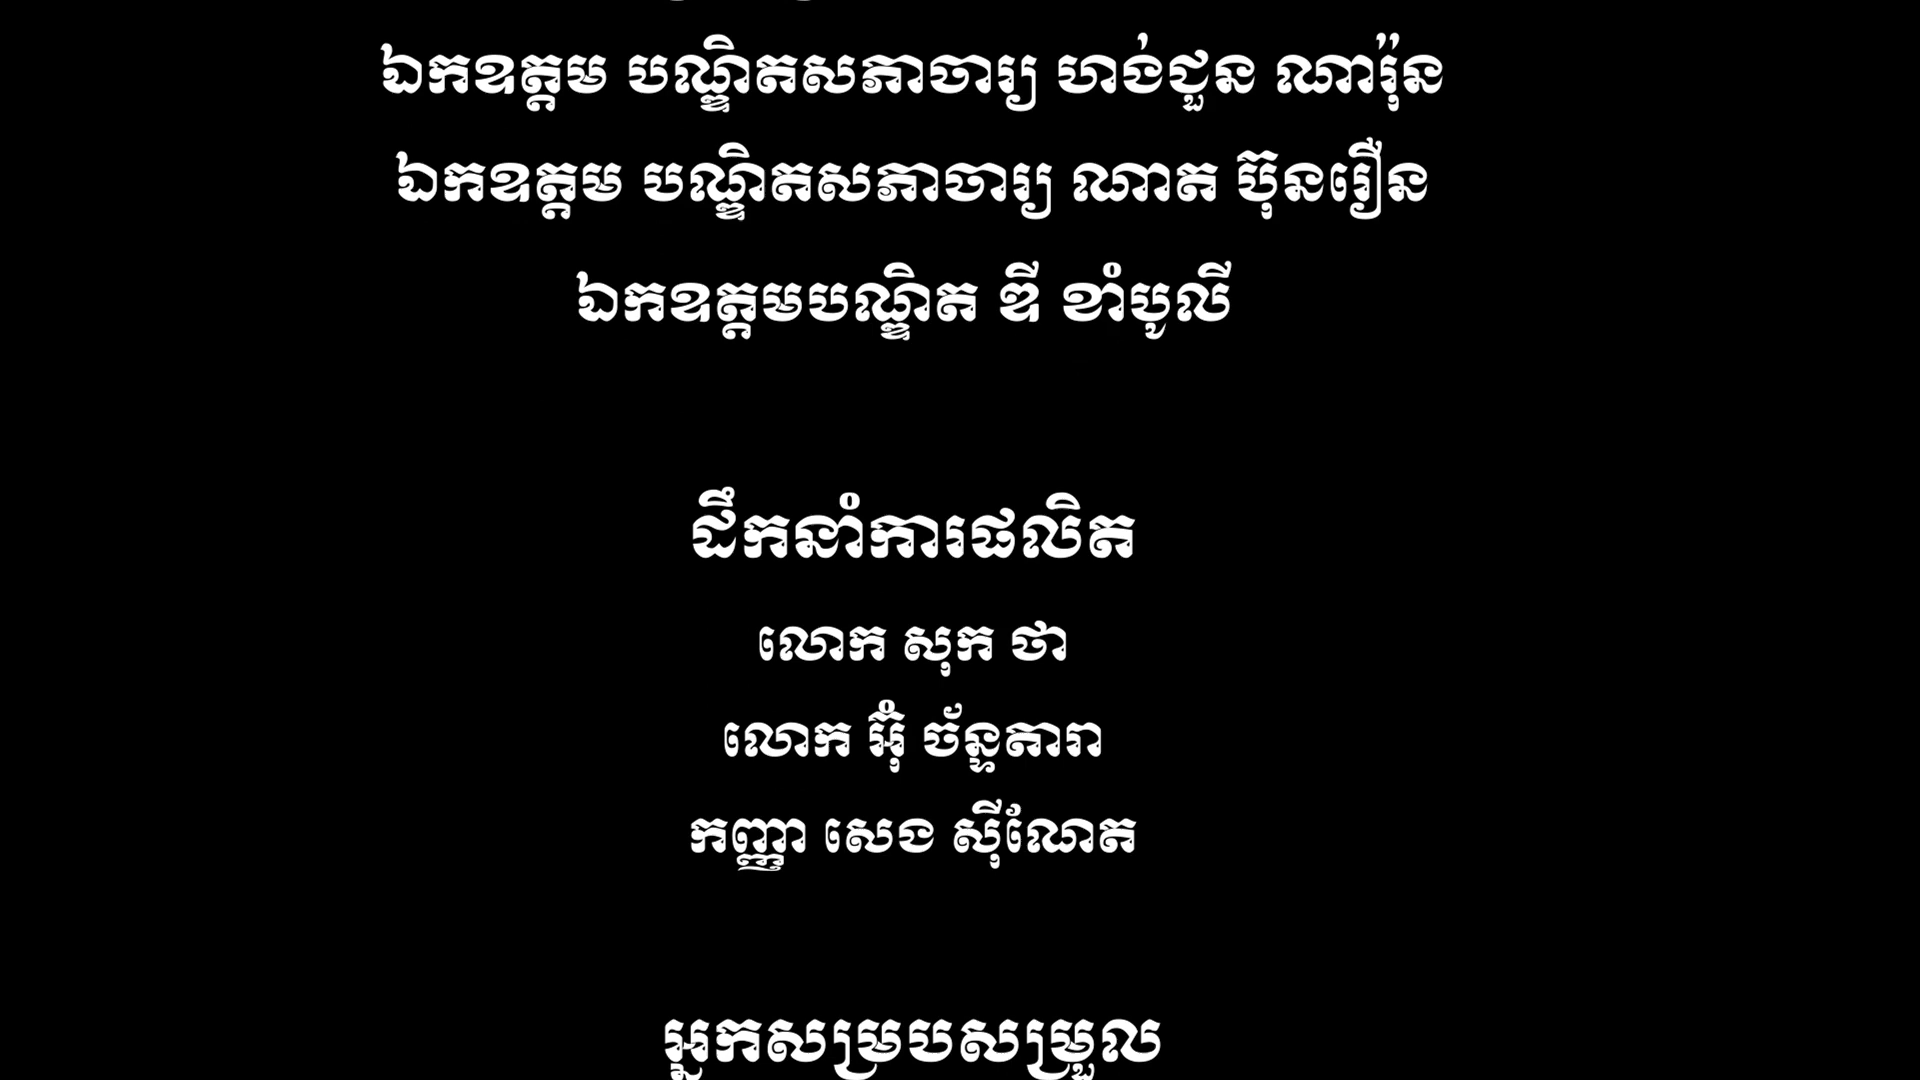 ឯកឧត្តម បណ្ឌិតសភាចារ្យ ហង់ជួន ណារ៉ុន
ឯកឧត្តម បណ្ឌិតសភាចារ្យ ណាត ប៊ុនរឿន
ឯកឧត្តមបណ្ឌិត ឌី ខាំបូលី
ដឹកនាំការផលិត
លោក សុក ថា
លោក អ៊ុំ ច័ន្ទតារា
កញ្ញា សេង ស៊ីណែត
អ្នកសម្របសម្រួល